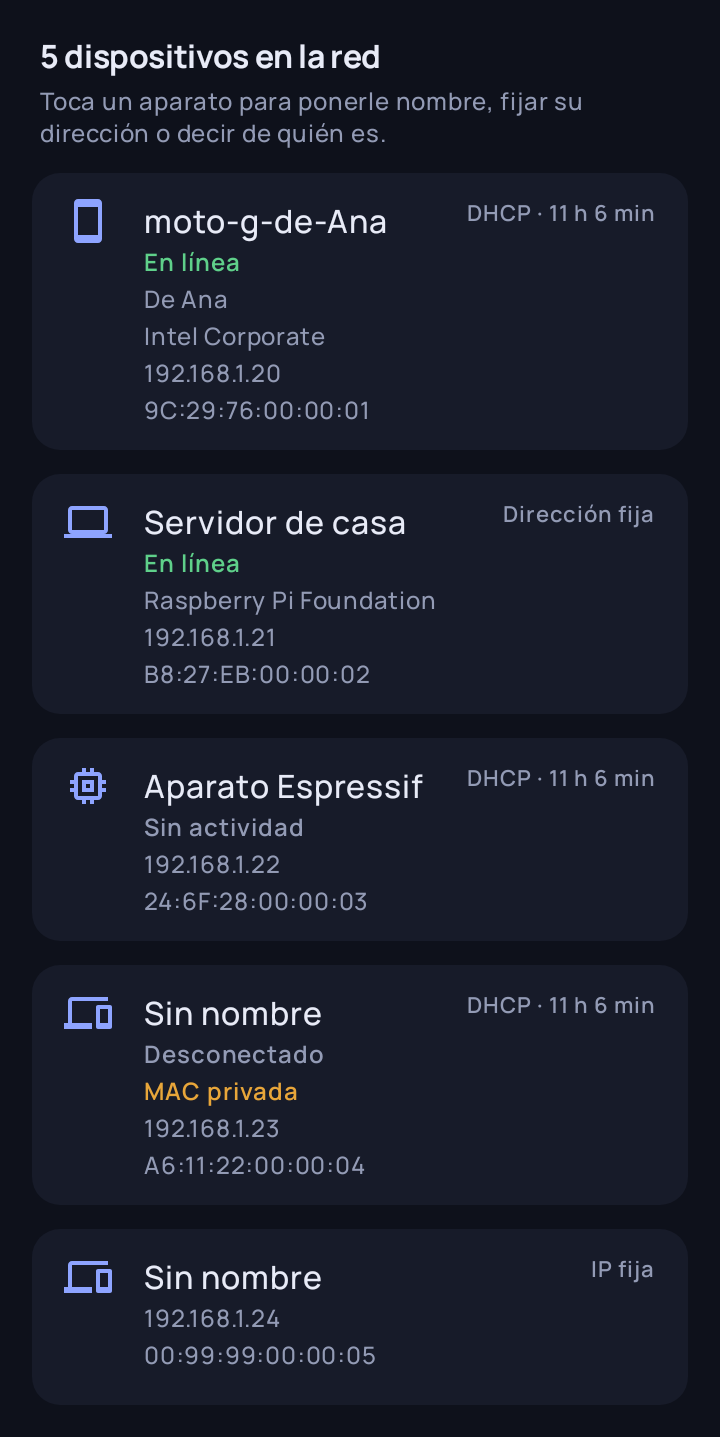 5 dispositivos en la red
Toca un aparato para ponerle nombre, fijar su
dirección o decir de quién es.
moto-g-de-Ana
DHCP · 11 h 6 min
En línea
De Ana
Intel Corporate
192.168.1.20
9C:29:76:00:00:01
Servidor de casa
Dirección fija
En línea
Raspberry Pi Foundation
192.168.1.21
B8:27:EB:00:00:02
Aparato Espressif
DHCP · 11 h 6 min
Sin actividad
192.168.1.22
24:6F:28:00:00:03
Sin nombre
DHCP · 11 h 6 min
Desconectado
MAC privada
192.168.1.23
A6:11:22:00:00:04
Sin nombre
IP fija
192.168.1.24
00:99:99:00:00:05